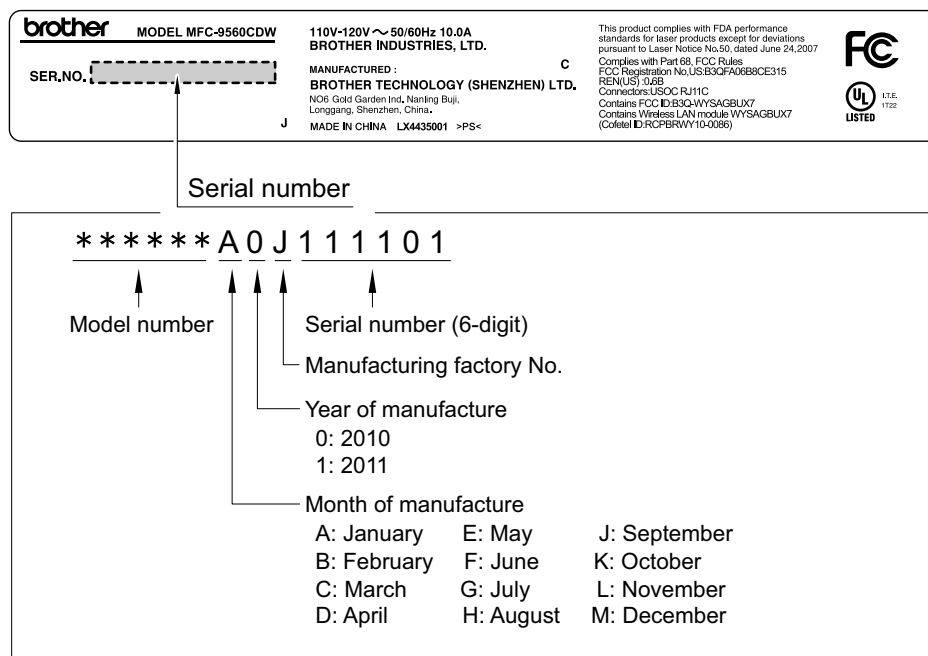 brother MODEL MFC-9560CDW
SER.NO.
J
110V-120V ~ 50/60Hz 10.0A
BROTHER INDUSTRIES, LTD.
MANUFACTURED : C
BROTHER TECHNOLOGY (SHENZHEN) LTD.
NO6 Gold Garden Ind. Nanling Buji,
Longgang, Shenzhen, China.
MADE IN CHINA LX4435001 >PS<
This product complies with FDA performance
standards for laser products except for deviations
pursuant to Laser Notice No.50, dated June 24,2007
Complies with Part 68, FCC Rules
FCC Registration No,US:B3QFA06B8CE315
REN(US) :0.6B
Connectors:USOC RJ11C
Contains FCC ID:B3Q-WYSAGBUX7
Contains Wireless LAN module WYSAGBUX7
(Cofetel ID:RCPBRWY10-0086)
FC
UL I.T.E.
1T22
LISTED
Serial number
******A0J111101
Model number
Serial number (6-digit)
Manufacturing factory No.
Year of manufacture
0: 2010
1: 2011
Month of manufacture
A: January E: May J: September
B: February F: June K: October
C: March G: July L: November
D: April H: August M: December